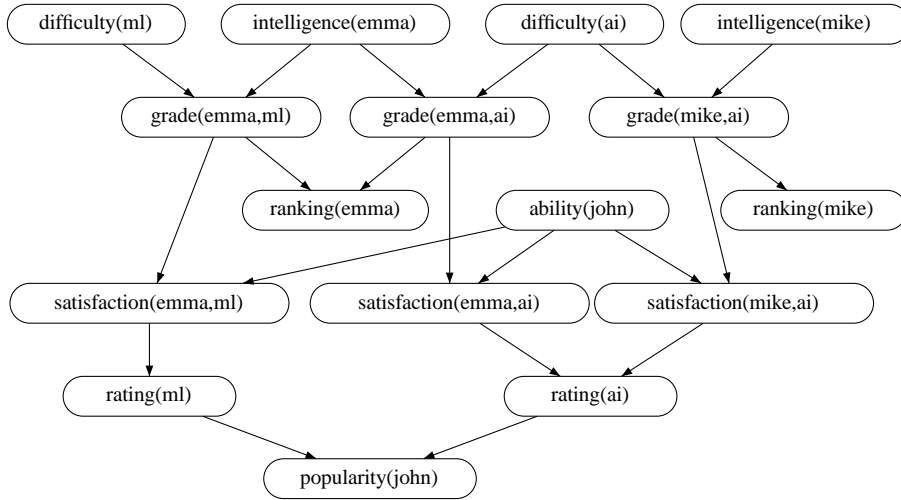 difficulty(ml)
intelligence(emma)
difficulty(ai)
intelligence(mike)
grade(emma,ml)
grade(emma,ai)
grade(mike,ai)
ranking(emma)
ability(john)
ranking(mike)
satisfaction(emma,ml)
satisfaction(emma,ai)
satisfaction(mike,ai)
rating(ml)
rating(ai)
popularity(john)